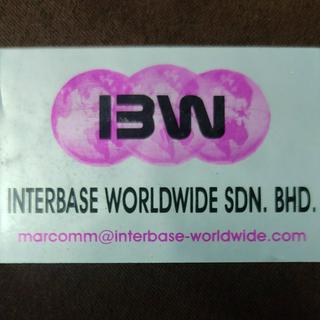 IBW
INTERBASE WORLDWIDE SDN. BHD.
marcomm@interbase-worldwide.com